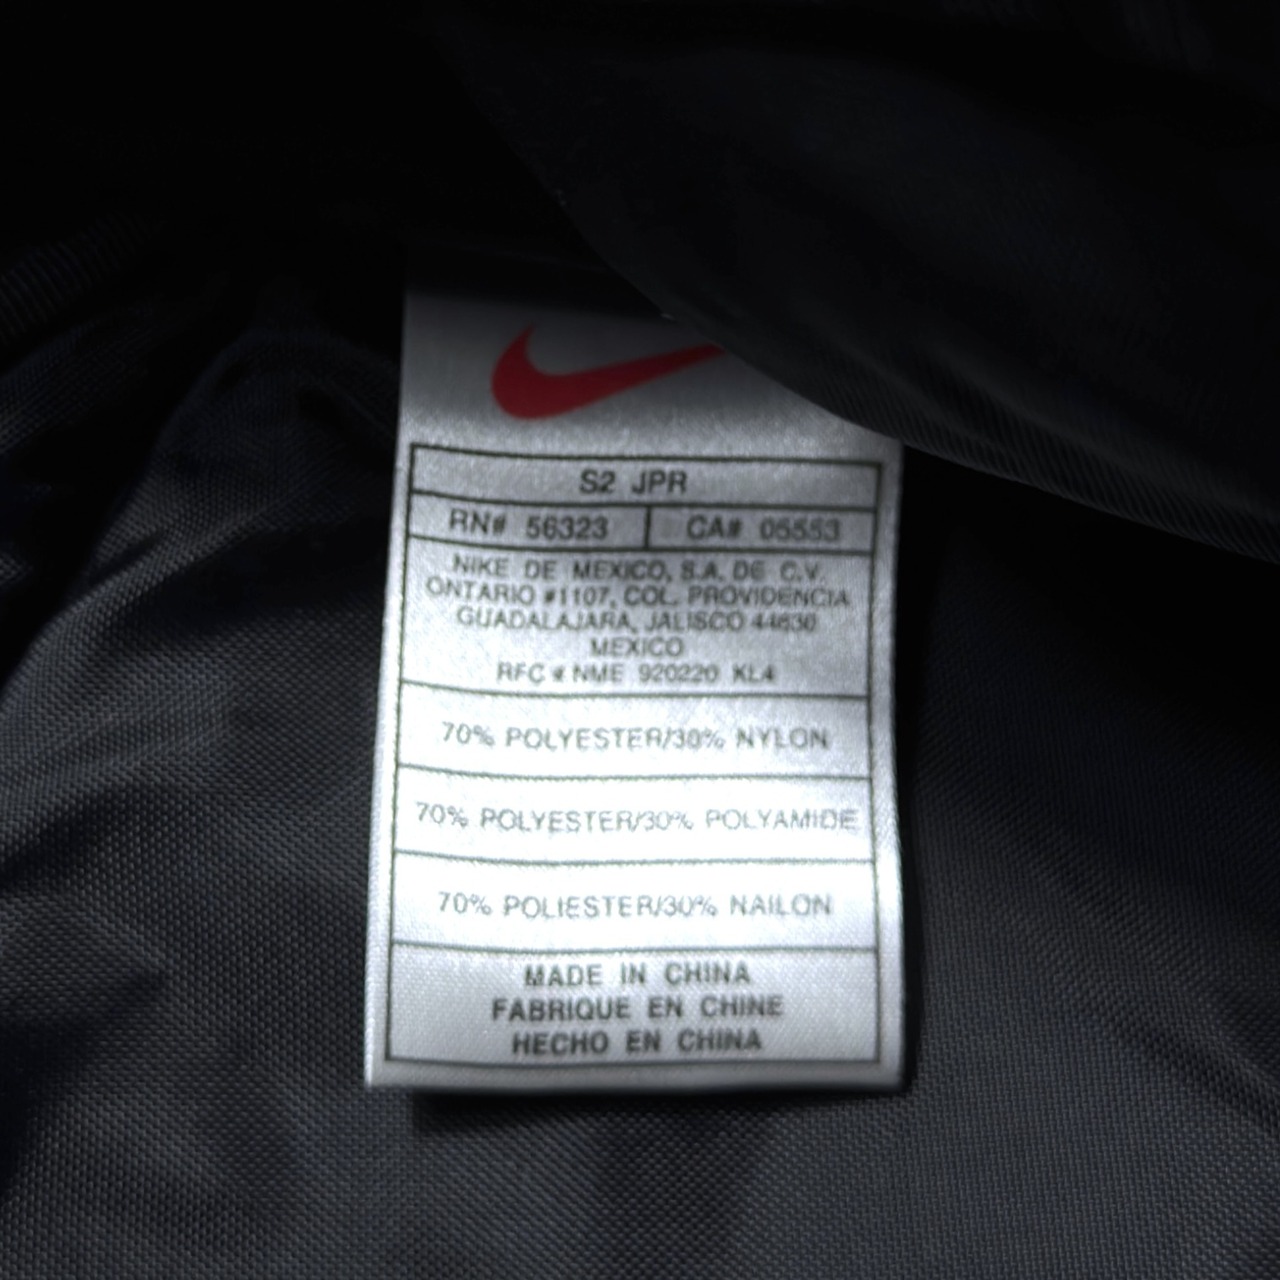 S2 JPR
RN# 56323 CA# 05553
NIKE DE MEXICO, S.A. DE C.V.
ONTARIO #1107, COL. PROVIDENCIA
GUADALAJARA, JALISCO 44630
MEXICO
RFC # NME 920220 KL4
70% POLYESTER/30% NYLON
70% POLYESTER/30% POLYAMIDE
70% POLIESTER/30% NAILON
MADE IN CHINA
FABRIQUE EN CHINE
HECHO EN CHINA